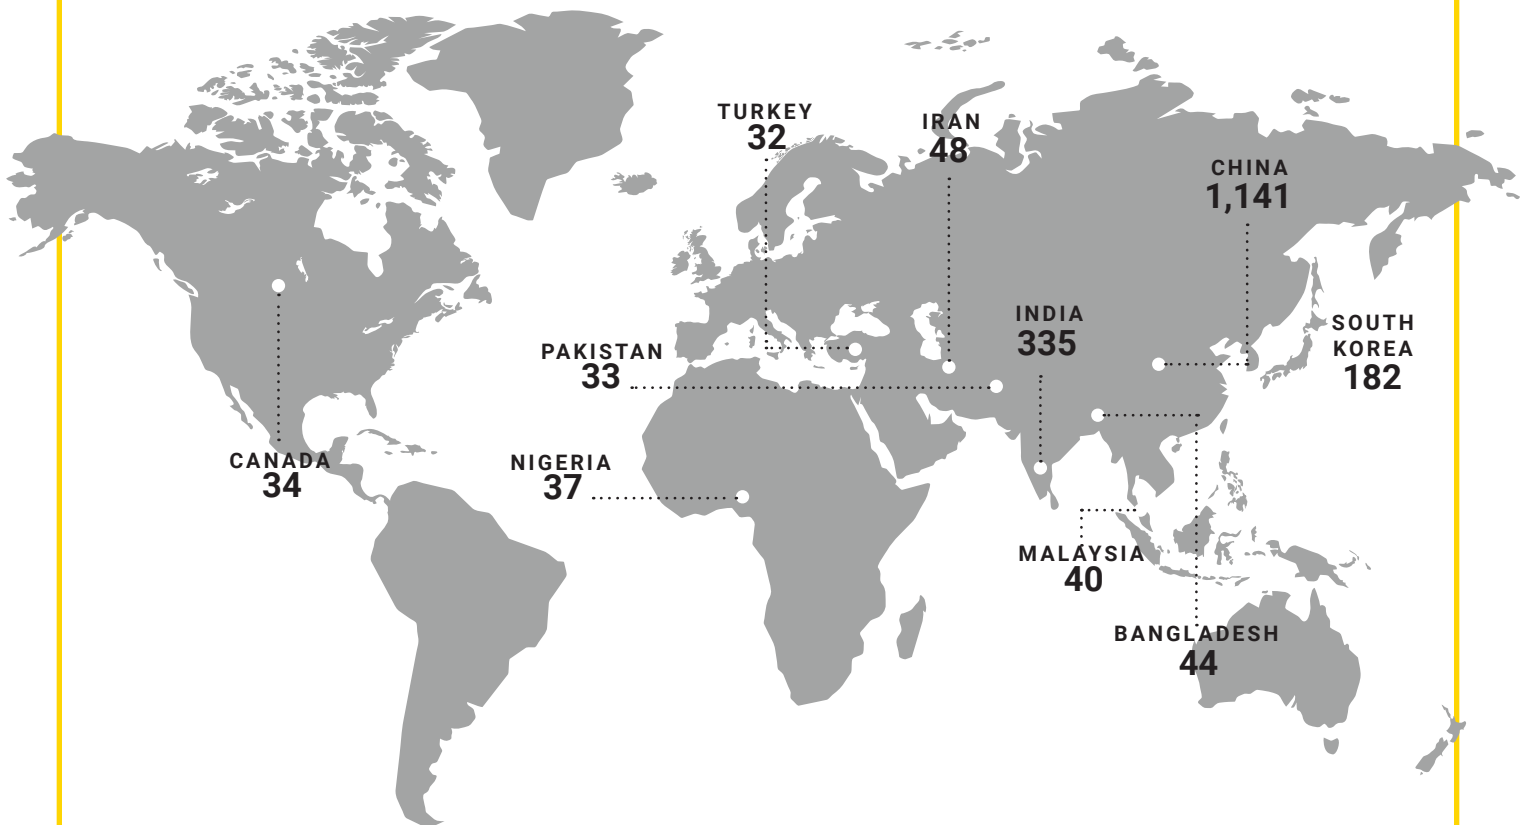 TURKEY
32
IRAN
48
CHINA
1,141
INDIA
335
SOUTH
KOREA
182
PAKISTAN
33
CANADA
34
NIGERIA
37
MALAYSIA
40
BANGLADESH
44